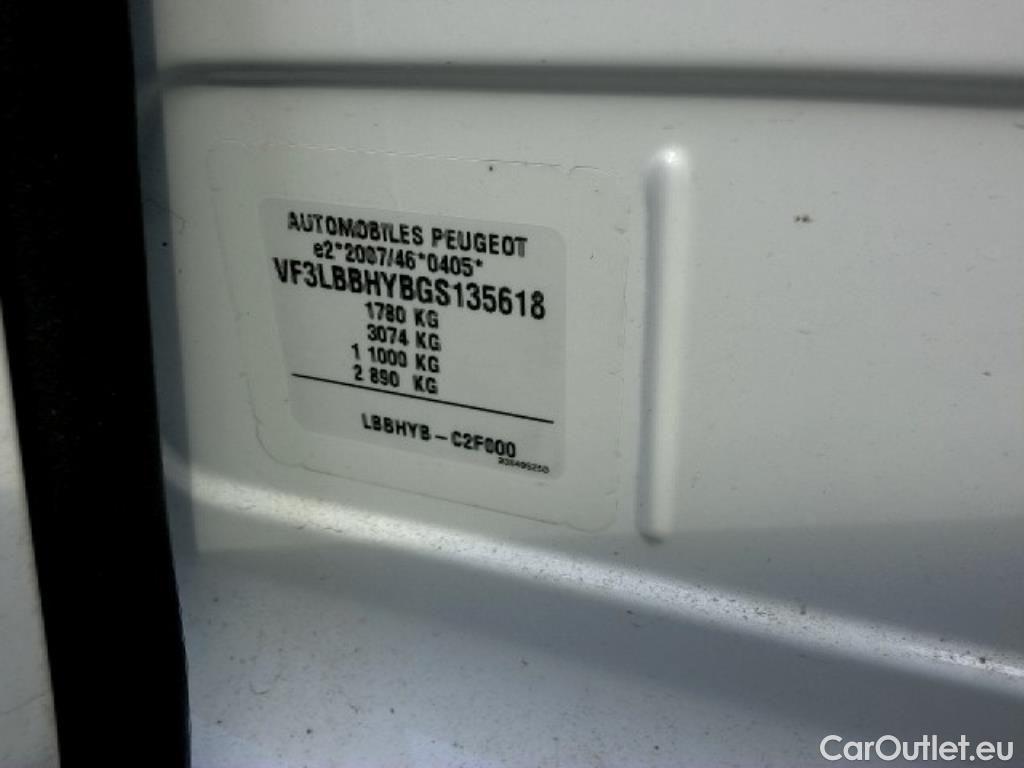 AUTOMOBILES PEUGEOT
e2*2007/46*0405*
VF3LBBHYBGS135618
1780 KG
3074 KG
1 1000 KG
2 890 KG
LBBHYB - C2F000
CarOutlet.eu